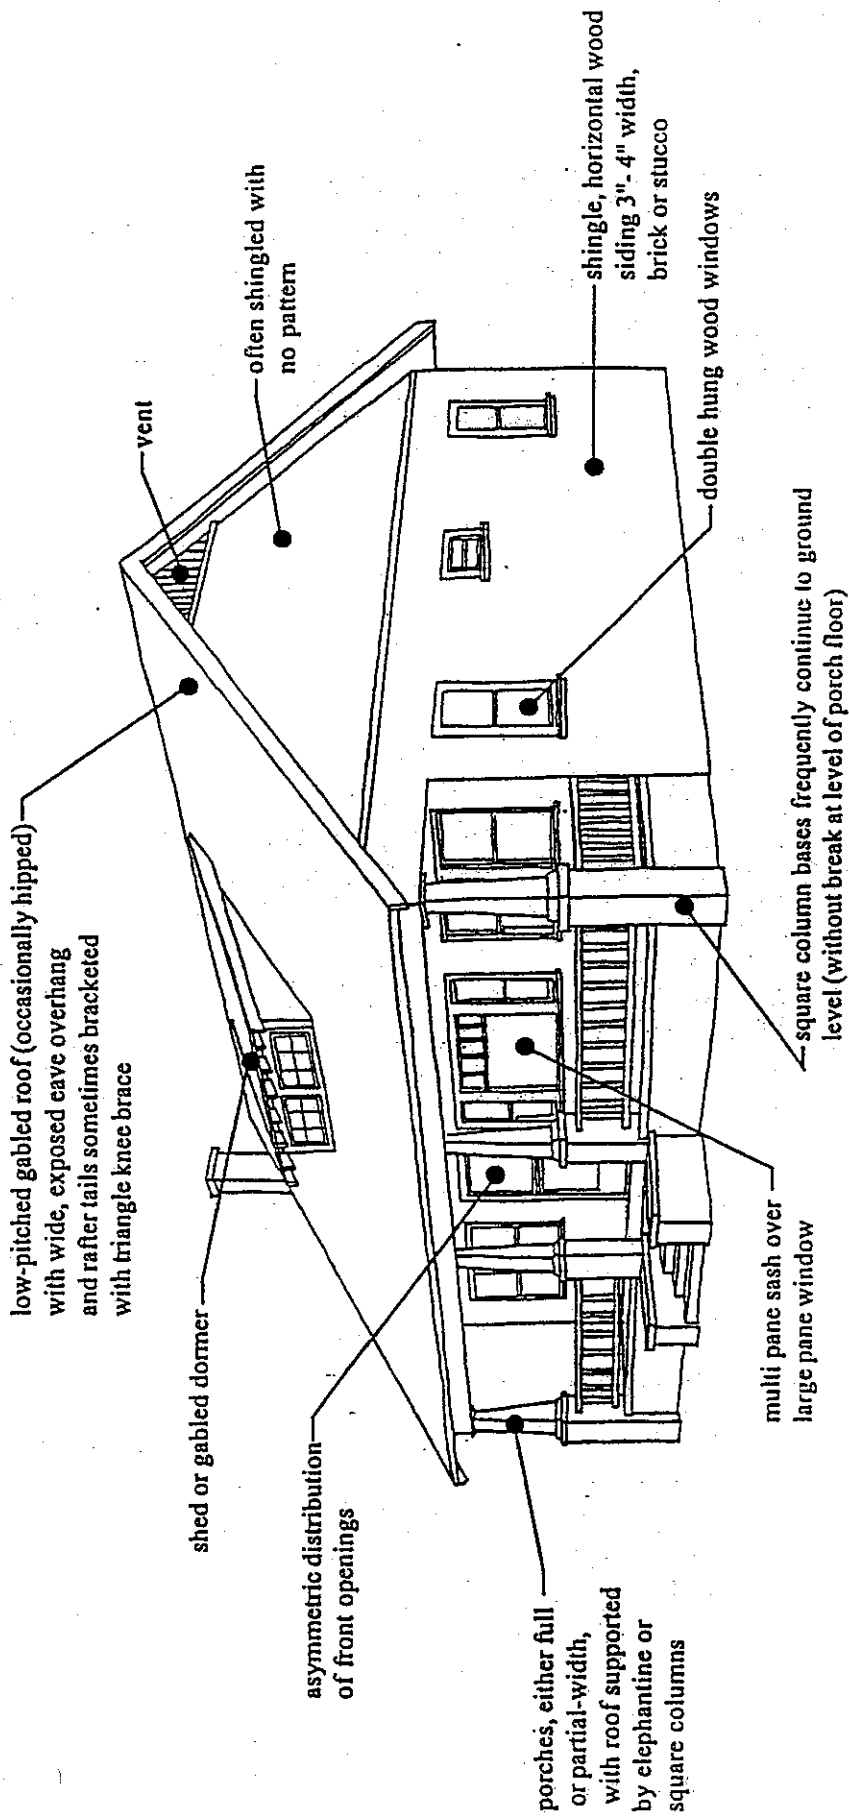 low-pitched gabled roof (occasionally hipped)
with wide, exposed eave overhang
and rafter tails sometimes bracketed
with triangle knee brace
vent
often shingled with
no pattern
shed or gabled dormer
asymmetric distribution
of front openings
shingle, horizontal wood
siding 3"- 4" width,
brick or stucco
double hung wood windows
porches, either full
or partial-width,
with roof supported
by elephantine or
square columns
multi pane sash over
large pane window
square column bases frequently continue to ground
level (without break at level of porch floor)